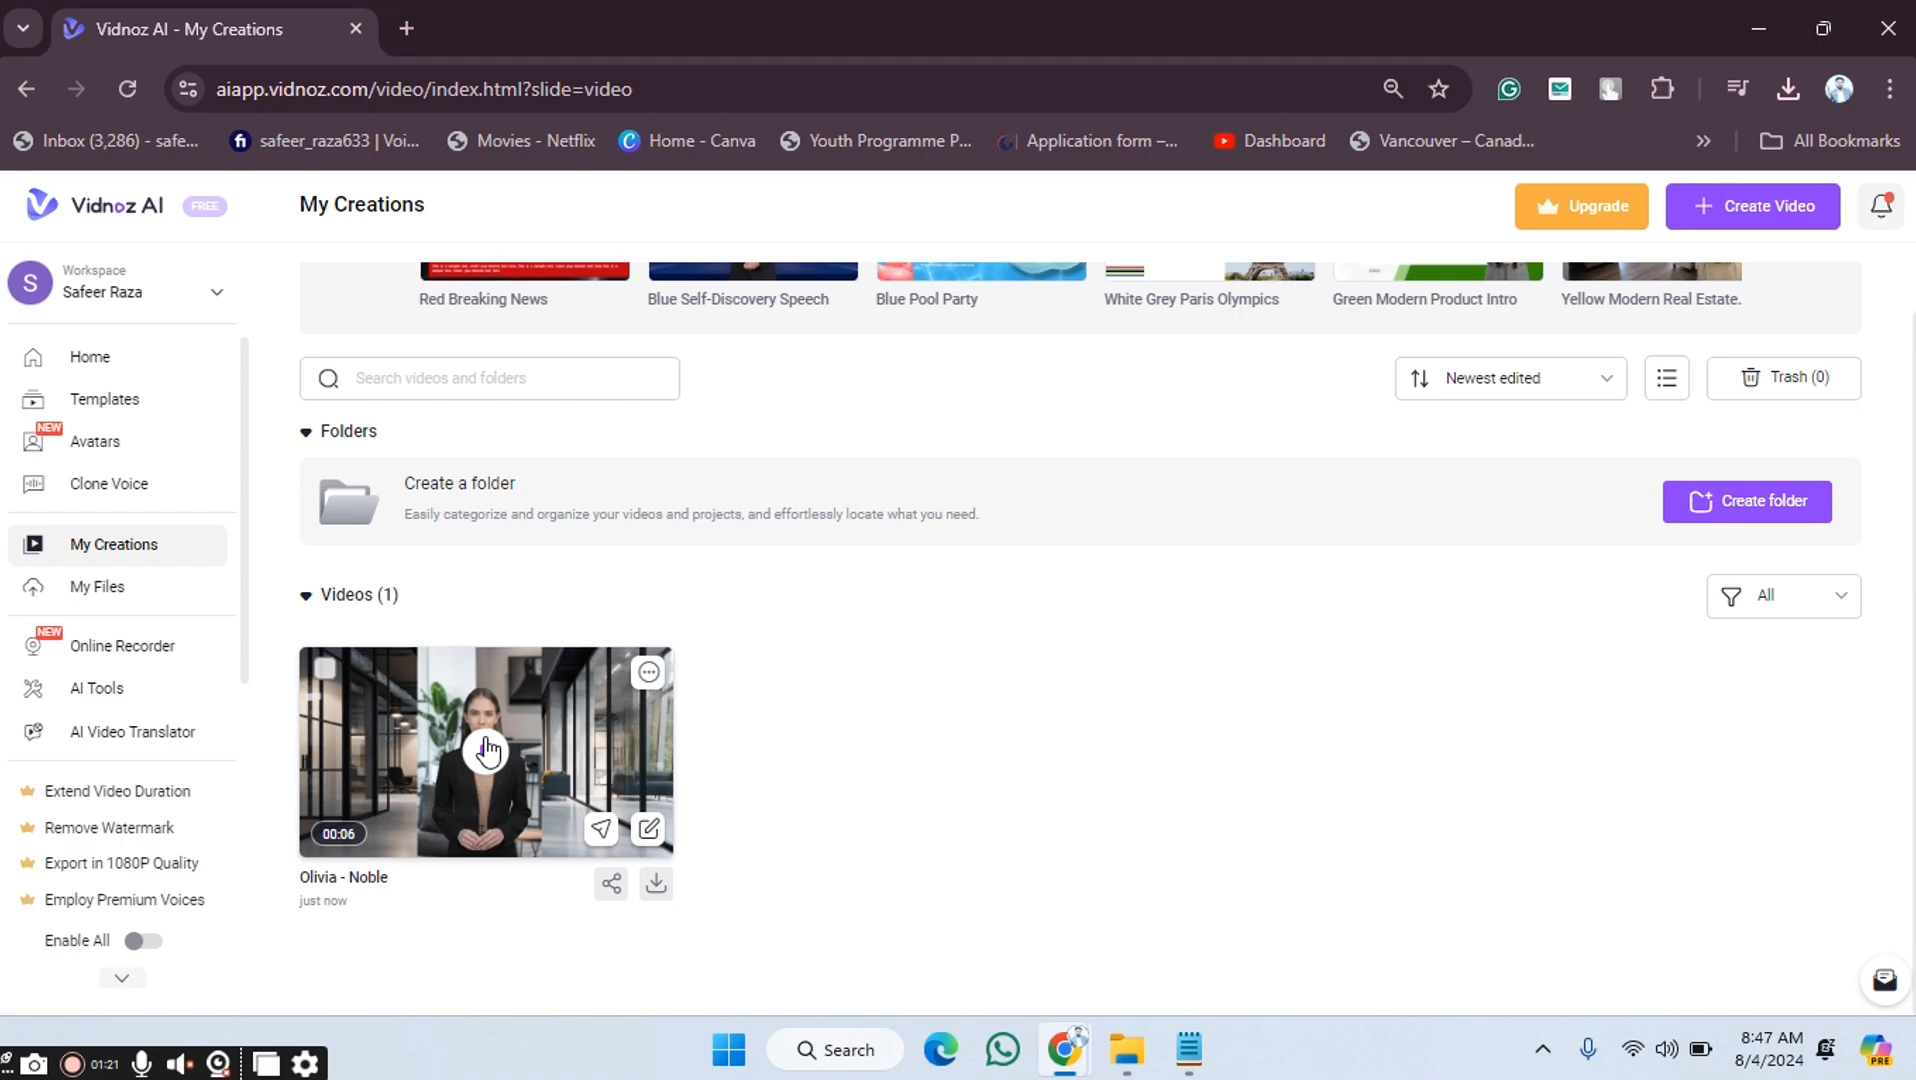 Vidnoz AI - My Creations
aiapp.vidnoz.com/video/index.html?slide=video
Inbox (3,286) - safe...
safeer_raza633 | Voi...
Movies - Netflix
Home - Canva
Youth Programme P...
Application form –...
Dashboard
Vancouver – Canad...
All Bookmarks
Vidnoz AI FREE
My Creations
Upgrade
Create Video
Workspace
Safeer Raza
Red Breaking News
Blue Self-Discovery Speech
Blue Pool Party
White Grey Paris Olympics
Green Modern Product Intro
Yellow Modern Real Estate.
Home
Templates
NEW
Avatars
Clone Voice
My Creations
My Files
NEW
Online Recorder
AI Tools
AI Video Translator
Extend Video Duration
Remove Watermark
Export in 1080P Quality
Employ Premium Voices
Enable All
Search videos and folders
Newest edited
Trash (0)
Folders
Create a folder
Easily categorize and organize your videos and projects, and effortlessly locate what you need.
Create folder
Videos (1)
All
00:06
Olivia - Noble
just now
01:21
Search
8:47 AM
8/4/2024
PRE